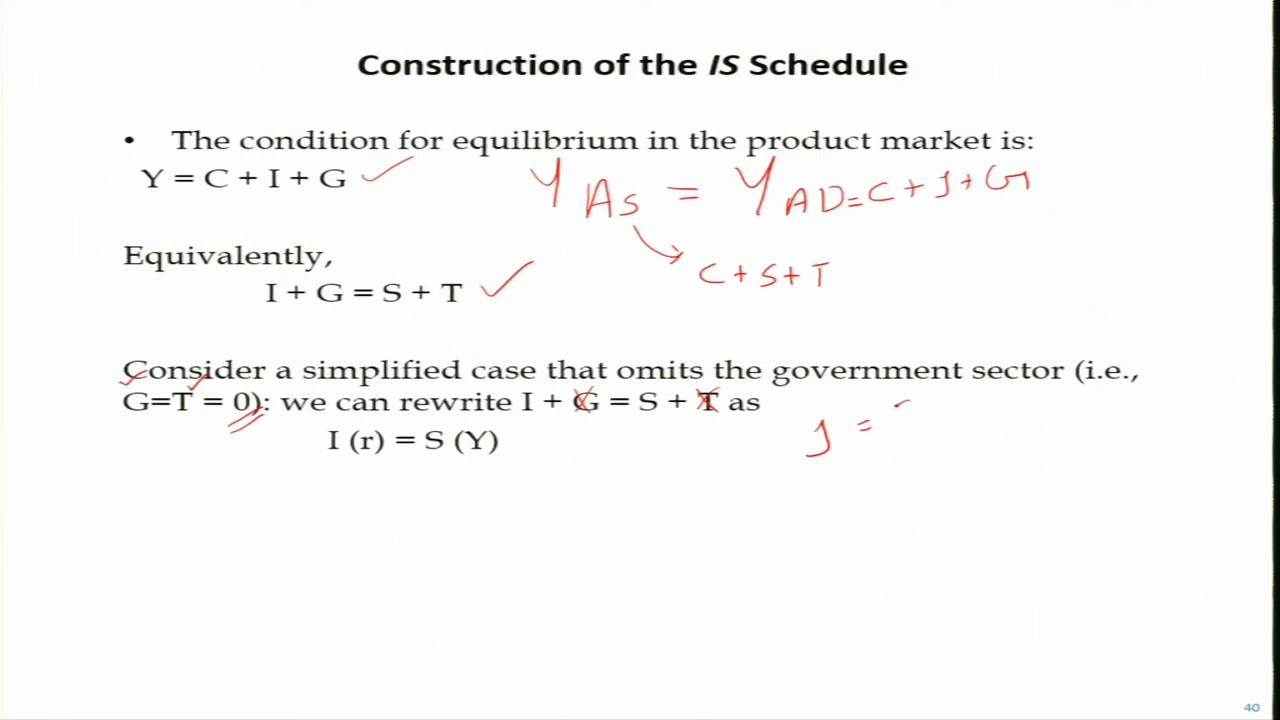 Construction of the IS Schedule
• The condition for equilibrium in the product market is:
Y = C + I + G
Y AS = Y AD = C + I + G
C + S + T
Equivalently,
I + G = S + T
Consider a simplified case that omits the government sector (i.e.,
G=T = 0): we can rewrite I + G = S + T as
I (r) = S (Y)
I =
40